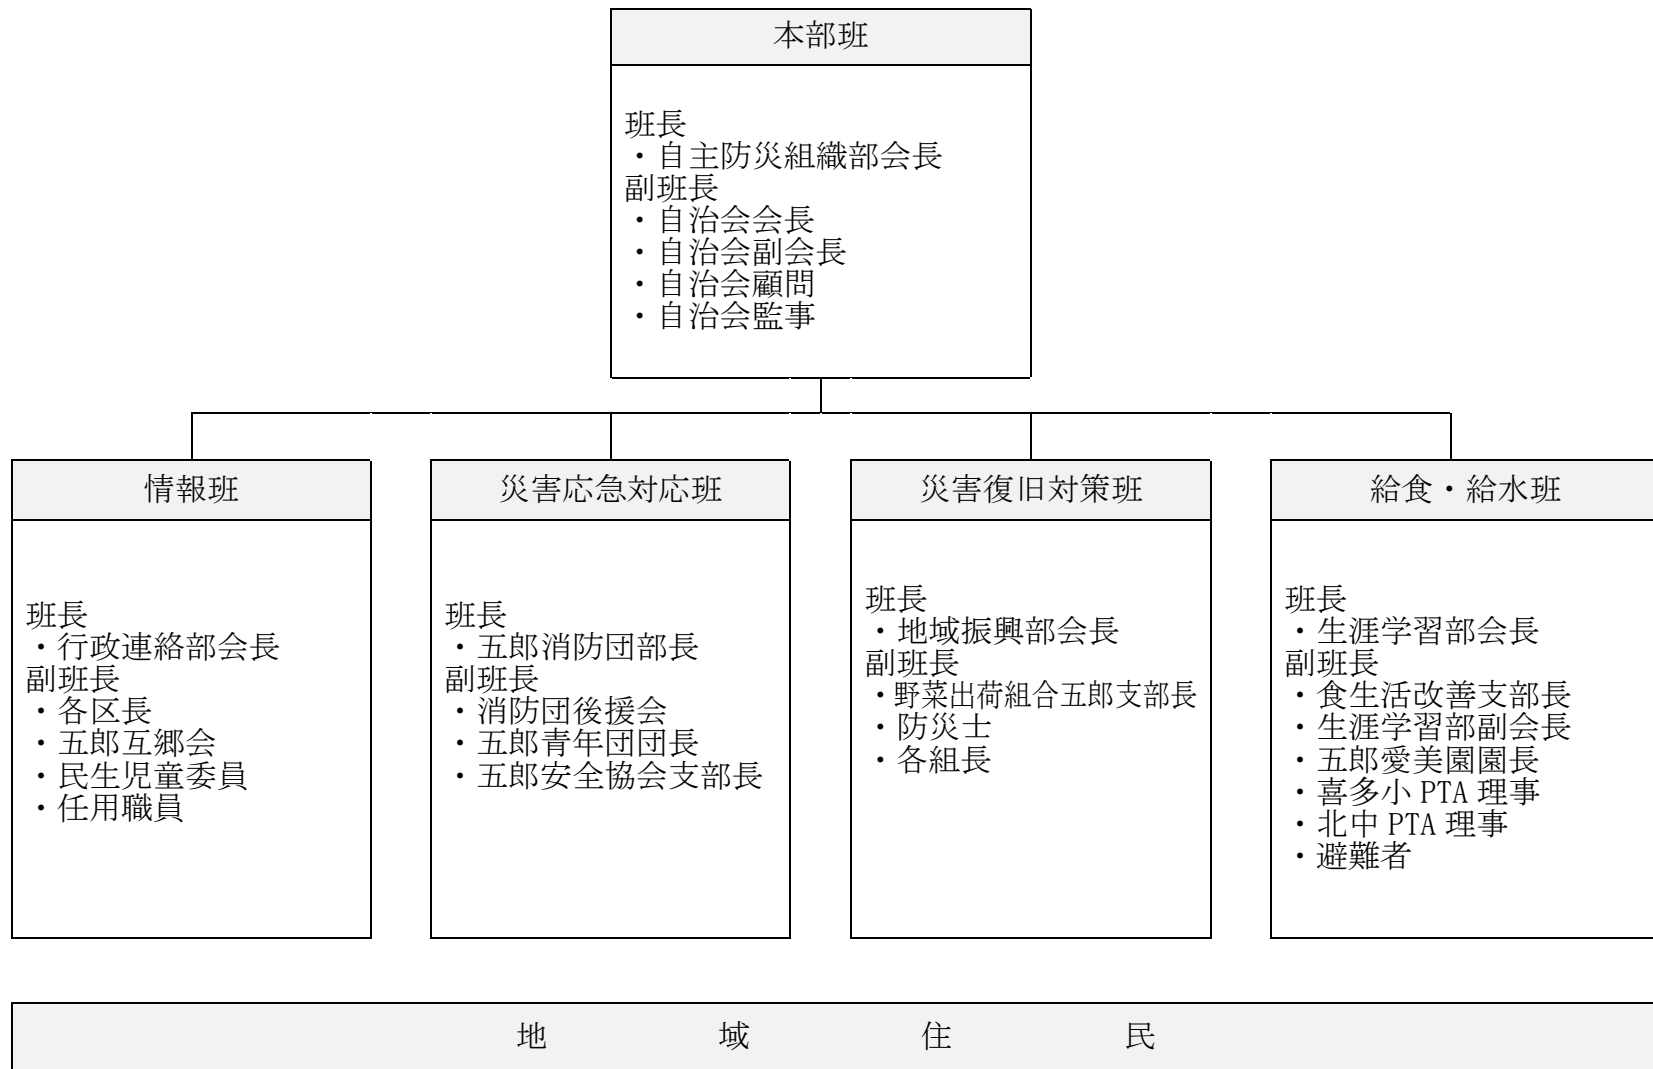 本部班
班長
・自主防災組織部会長
副班長
・自治会会長
・自治会副会長
・自治会顧問
・自治会監事
情報班
班長
・行政連絡部会長
副班長
・各区長
・五郎互郷会
・民生児童委員
・任用職員
災害応急対応班
班長
・五郎消防団部長
副班長
・消防団後援会
・五郎青年団団長
・五郎安全協会支部長
災害復旧対策班
班長
・地域振興部会長
副班長
・野菜出荷組合五郎支部長
・防災士
・各組長
給食・給水班
班長
・生涯学習部会長
副班長
・食生活改善支部長
・生涯学習部副会長
・五郎愛美園園長
・喜多小 PTA 理事
・北中 PTA 理事
・避難者
地域住民